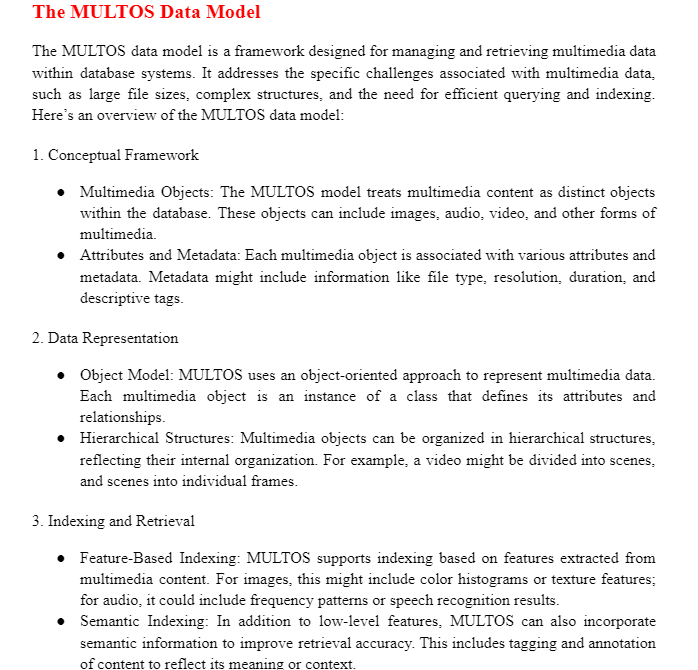 The MULTOS Data Model
The MULTOS data model is a framework designed for managing and retrieving multimedia data
within database systems. It addresses the specific challenges associated with multimedia data,
such as large file sizes, complex structures, and the need for efficient querying and indexing.
Here's an overview of the MULTOS data model:
1. Conceptual Framework
● Multimedia Objects: The MULTOS model treats multimedia content as distinct objects
within the database. These objects can include images, audio, video, and other forms of
multimedia.
● Attributes and Metadata: Each multimedia object is associated with various attributes and
metadata. Metadata might include information like file type, resolution, duration, and
descriptive tags.
2. Data Representation
● Object Model: MULTOS uses an object-oriented approach to represent multimedia data.
Each multimedia object is an instance of a class that defines its attributes and
relationships.
● Hierarchical Structures: Multimedia objects can be organized in hierarchical structures,
reflecting their internal organization. For example, a video might be divided into scenes,
and scenes into individual frames.
3. Indexing and Retrieval
● Feature-Based Indexing: MULTOS supports indexing based on features extracted from
multimedia content. For images, this might include color histograms or texture features;
for audio, it could include frequency patterns or speech recognition results.
● Semantic Indexing: In addition to low-level features, MULTOS can also incorporate
semantic information to improve retrieval accuracy. This includes tagging and annotation
of content to reflect its meaning or context.